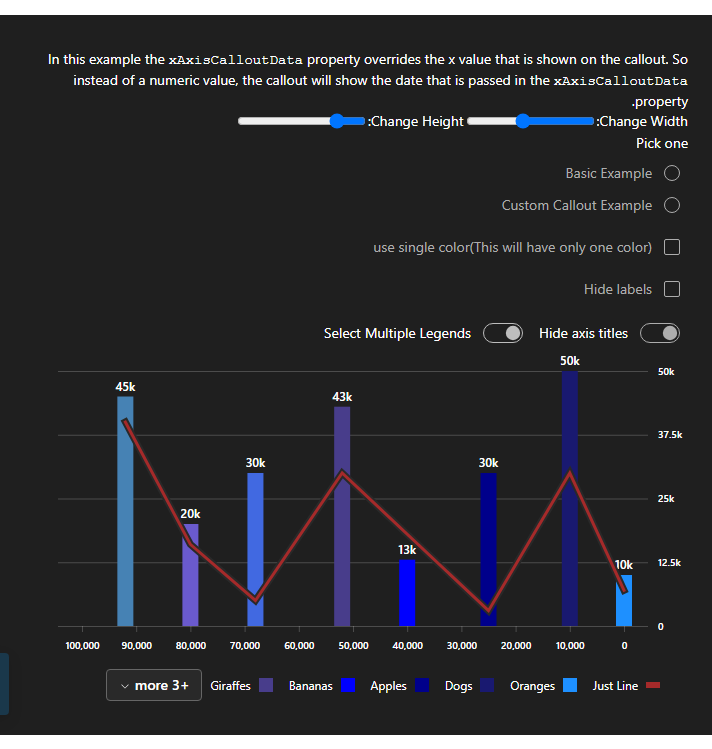 In this example the xAxisCalloutData property overrides the x value that is shown on the callout. So
instead of a numeric value, the callout will show the date that is passed in the xAxisCalloutData
.property
:Change Width :Change Height
Pick one
Basic Example
Custom Callout Example
use single color(This will have only one color)
Hide labels
Hide axis titles Select Multiple Legends
50k
45k
43k
30k
30k
20k
13k
10k
50k
37.5k
25k
12.5k
0
100,000 90,000 80,000 70,000 60,000 50,000 40,000 30,000 20,000 10,000 0
Just Line Oranges Dogs Apples Bananas Giraffes more 3+